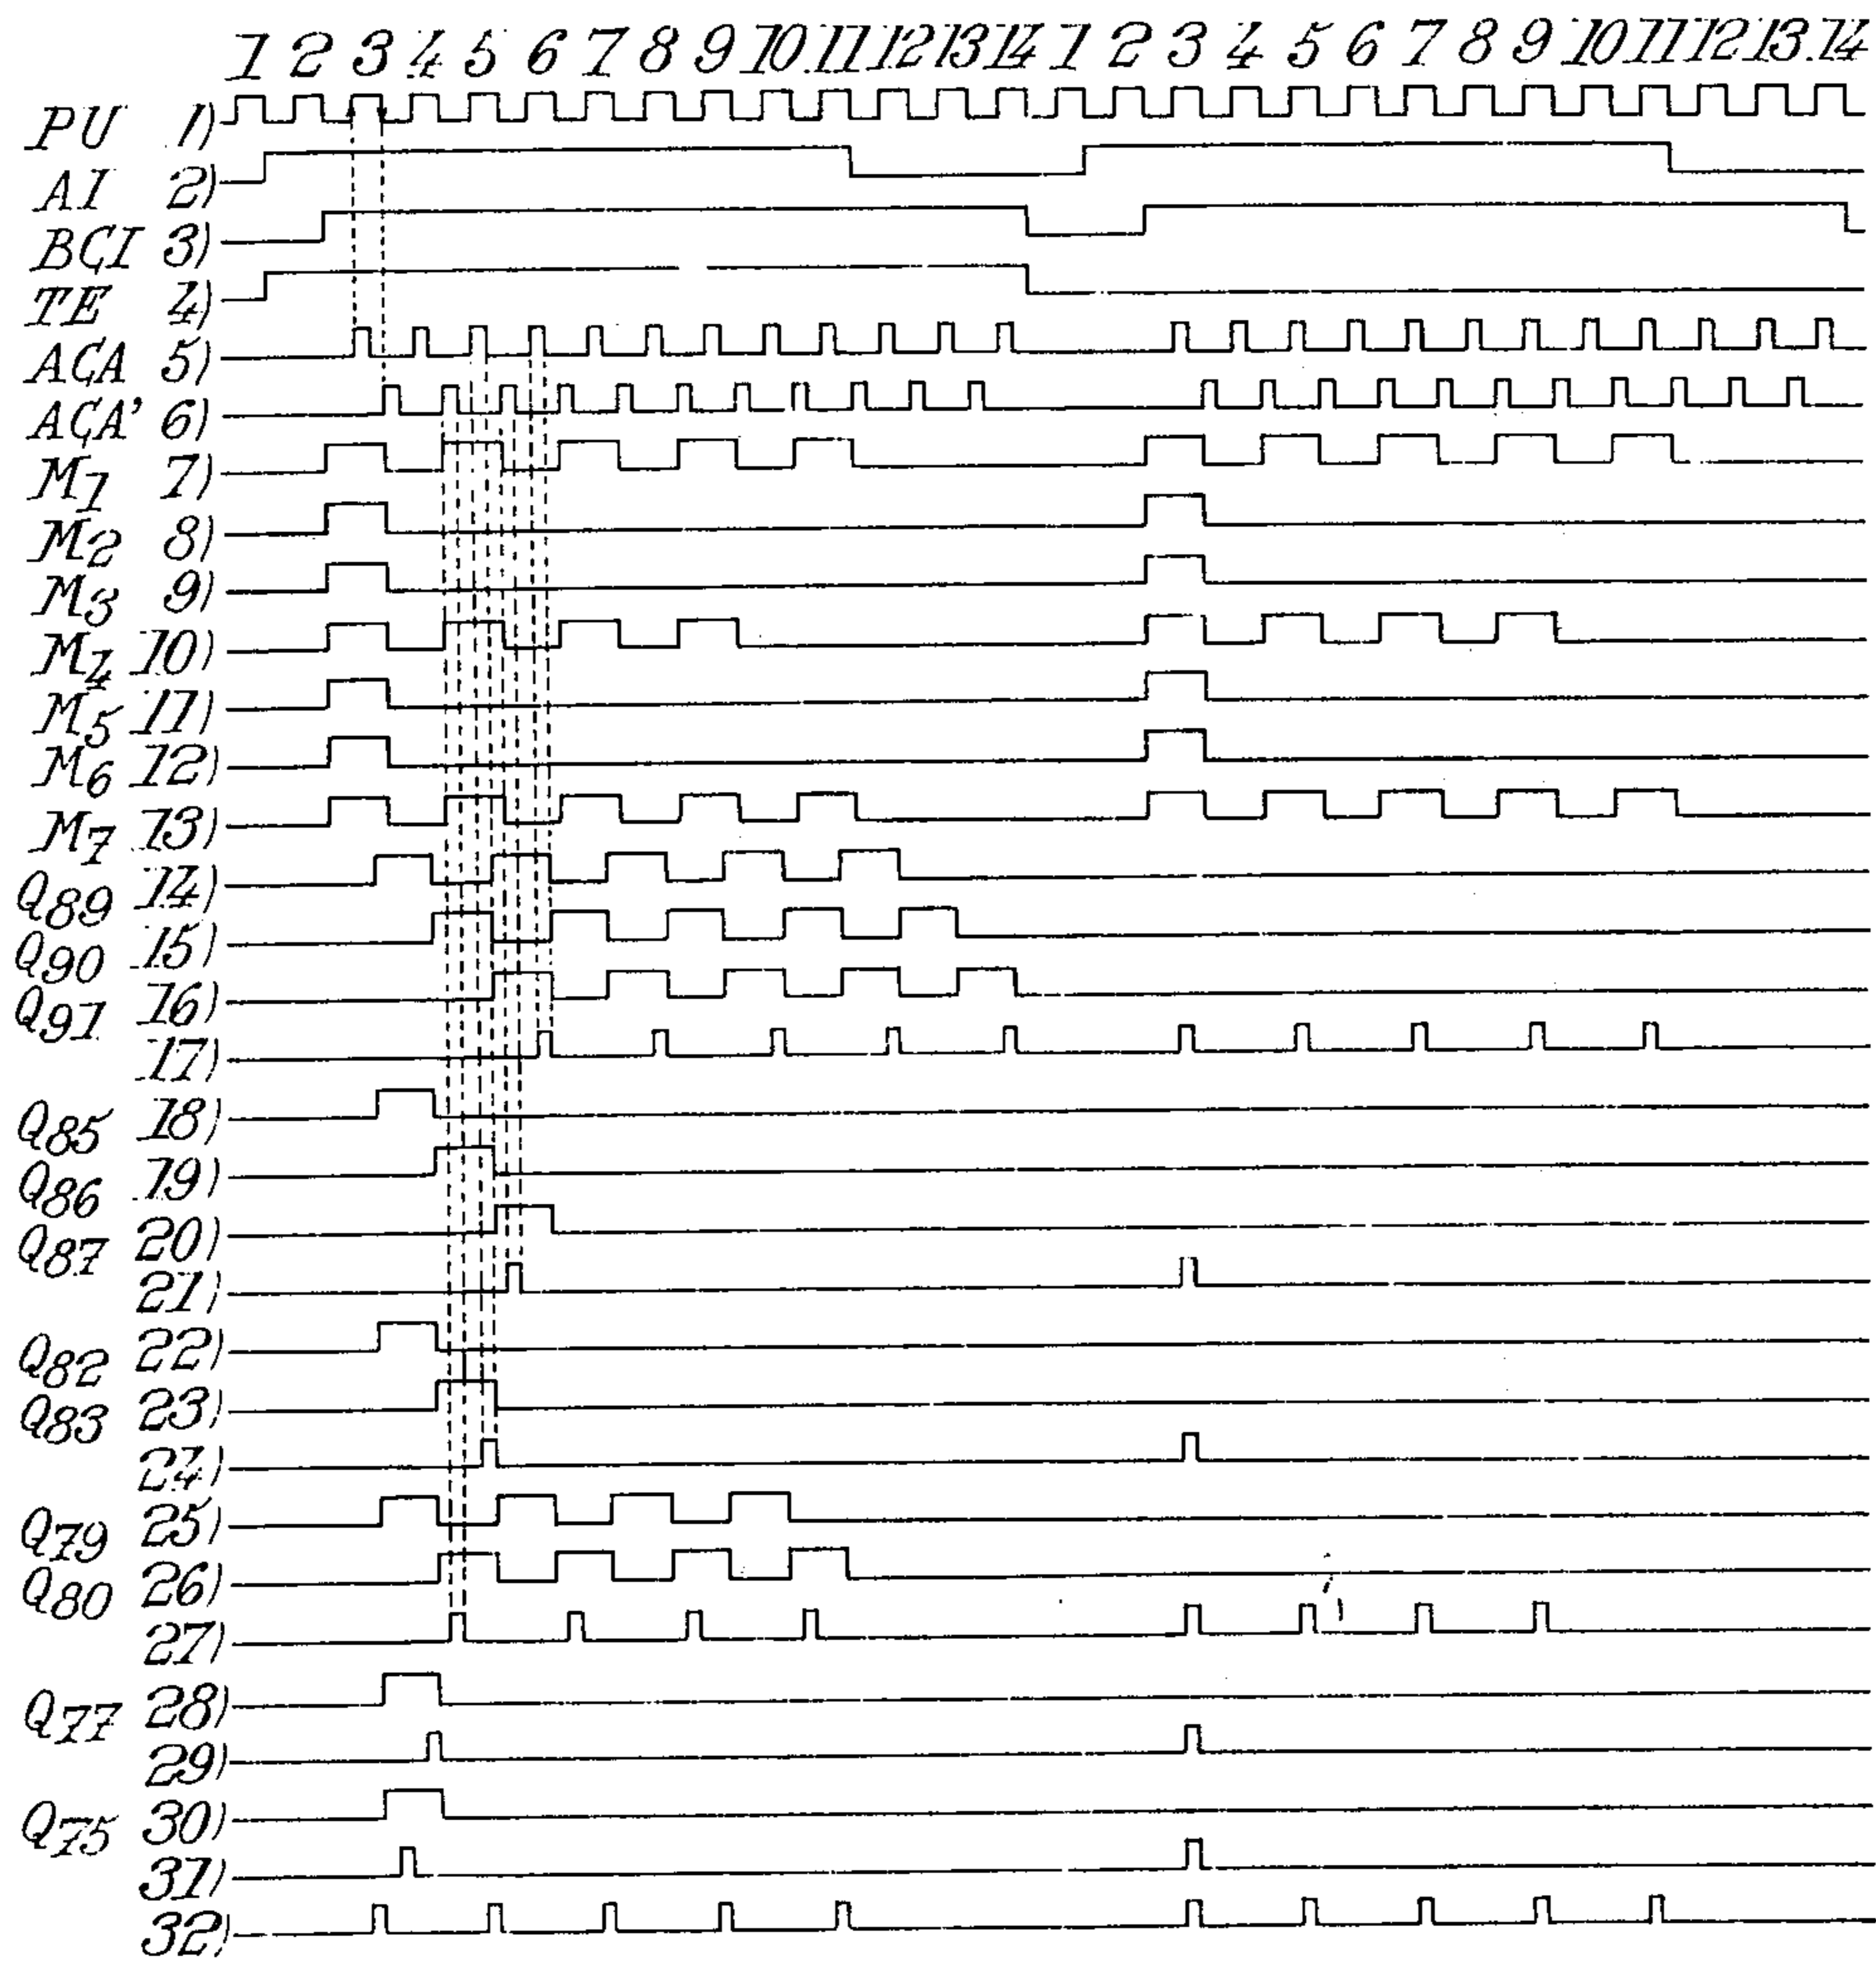 1 2 3 4 5 6 7 8 9 10 11 12 13 14 1 2 3 4 5 6 7 8 9 10 11 12 13 14
PU 1)
AI 2)
BCI 3)
TE 4)
ACA 5)
ACA' 6)
M1 7)
M2 8)
M3 9)
M4 10)
M5 11)
M6 12)
M7 13)
Q89 14)
Q90 15)
Q91 16)
17)
Q85 18)
Q86 19)
Q87 20)
21)
Q82 22)
Q83 23)
24)
Q79 25)
Q80 26)
27)
Q77 28)
29)
Q75 30)
31)
32)